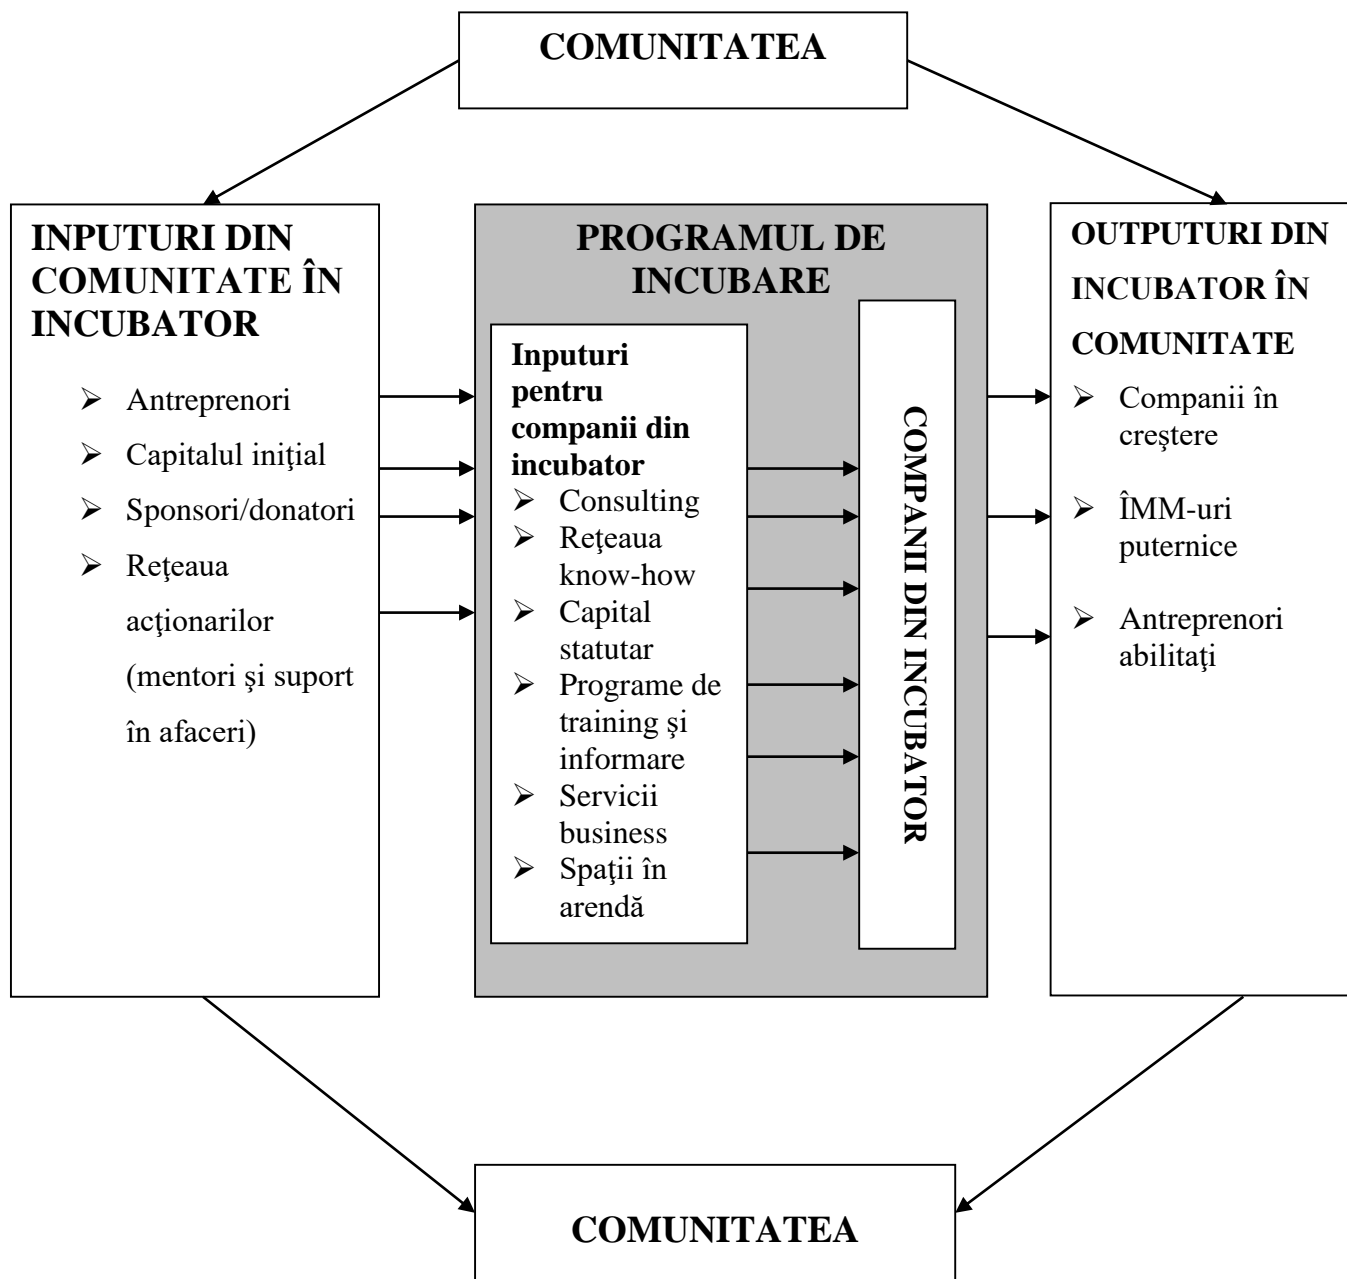 COMUNITATEA
INPUTURI DIN
COMUNITATE ÎN
INCUBATOR
➢ Antreprenori
➢ Capitalul iniţial
➢ Sponsori/donatori
➢ Reţeaua
acţionarilor
(mentori şi suport
în afaceri)
PROGRAMUL DE
INCUBARE
Inputuri
pentru
companii din
incubator
➢ Consulting
➢ Reţeaua
know-how
➢ Capital
statutar
➢ Programe de
training şi
informare
➢ Servicii
business
➢ Spaţii în
arendă
COMPANII DIN INCUBATOR
OUTPUTURI DIN
INCUBATOR ÎN
COMUNITATE
➢ Companii în
creştere
➢ ÎMM-uri
puternice
➢ Antreprenori
abilitaţi
COMUNITATEA